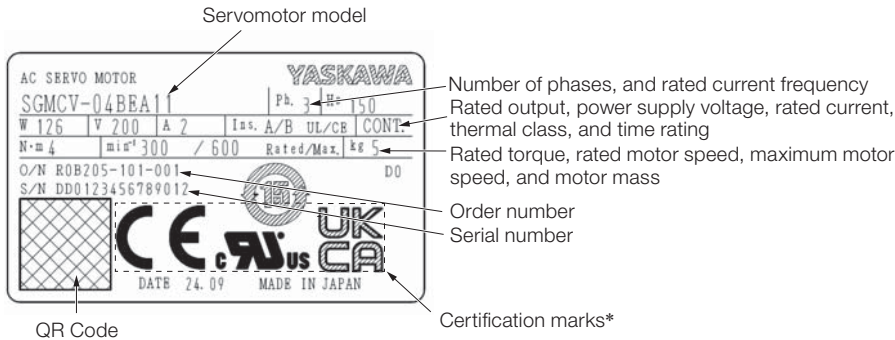 Servomotor model
YASKAWA
AC SERVO MOTOR
SGMCV-04BEA11 Ph. 3 Hz 150
W 126 V 200 A 2 Ins. A/B UL/CE CONT.
N·m 4 min⁻¹ 300 / 600 Rated/Max. kg 5
O/N R0B205-101-001 D0
S/N DD0123456789012
15
CE c RU US UK CA
DATE 24.09 MADE IN JAPAN
Number of phases, and rated current frequency
Rated output, power supply voltage, rated current,
thermal class, and time rating
Rated torque, rated motor speed, maximum motor
speed, and motor mass
Order number
Serial number
QR Code
Certification marks*